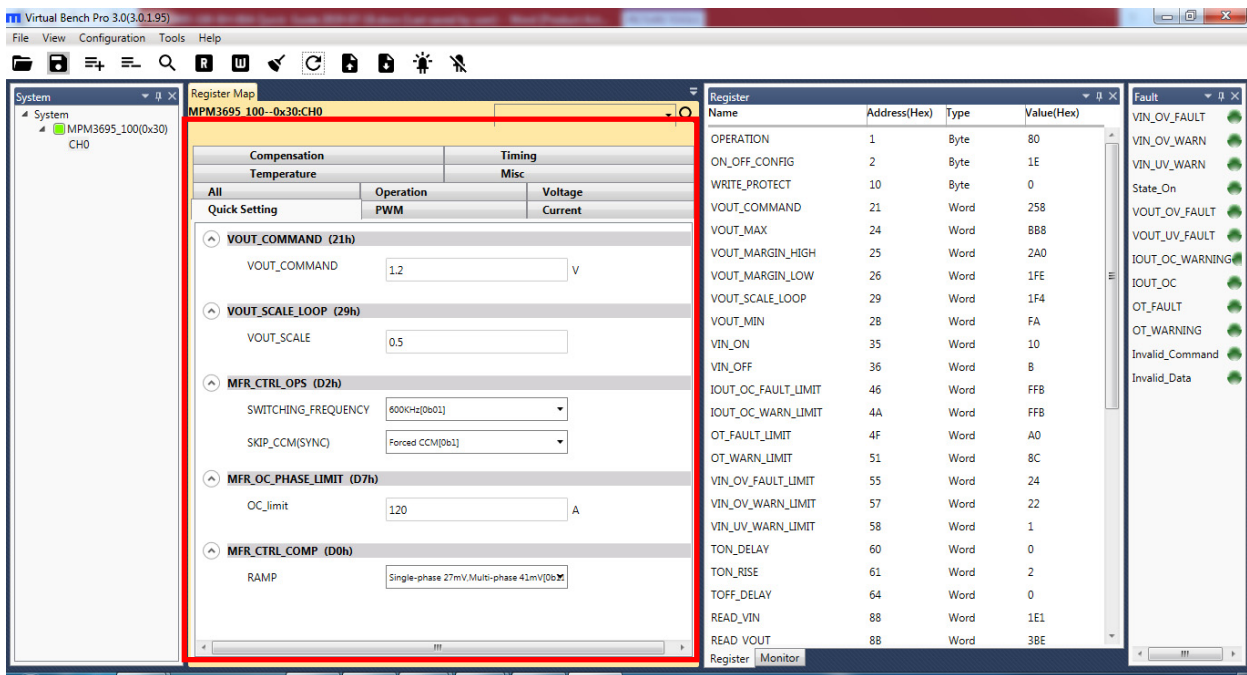 Virtual Bench Pro 3.0(3.0.1.95)
File View Configuration Tools Help
R W
System
System
MPM3695_100(0x30)
CH0
Register Map
MPM3695_100--0x30:CH0
Compensation Timing
Temperature Misc
All Operation Voltage
Quick Setting PWM Current
VOUT_COMMAND (21h)
VOUT_COMMAND 1.2 V
VOUT_SCALE_LOOP (29h)
VOUT_SCALE 0.5
MFR_CTRL_OPS (D2h)
SWITCHING_FREQUENCY 600KHz[0b01]
SKIP_CCM(SYNC) Forced CCM[0b1]
MFR_OC_PHASE_LIMIT (D7h)
OC_limit 120 A
MFR_CTRL_COMP (D0h)
RAMP Single-phase 27mV,Multi-phase 41mV
Register
Name Address(Hex) Type Value(Hex)
OPERATION 1 Byte 80
ON_OFF_CONFIG 2 Byte 1E
WRITE_PROTECT 10 Byte 0
VOUT_COMMAND 21 Word 258
VOUT_MAX 24 Word BB8
VOUT_MARGIN_HIGH 25 Word 2A0
VOUT_MARGIN_LOW 26 Word 1FE
VOUT_SCALE_LOOP 29 Word 1F4
VOUT_MIN 2B Word FA
VIN_ON 35 Word 10
VIN_OFF 36 Word B
IOUT_OC_FAULT_LIMIT 46 Word FFB
IOUT_OC_WARN_LIMIT 4A Word FFB
OT_FAULT_LIMIT 4F Word A0
OT_WARN_LIMIT 51 Word 8C
VIN_OV_FAULT_LIMIT 55 Word 24
VIN_OV_WARN_LIMIT 57 Word 22
VIN_UV_WARN_LIMIT 58 Word 1
TON_DELAY 60 Word 0
TON_RISE 61 Word 2
TOFF_DELAY 64 Word 0
READ_VIN 88 Word 1E1
READ_VOUT 8B Word 3BE
Register Monitor
Fault
VIN_OV_FAULT
VIN_OV_WARN
VIN_UV_WARN
State_On
VOUT_OV_FAULT
VOUT_UV_FAULT
IOUT_OC_WARNING
IOUT_OC
OT_FAULT
OT_WARNING
Invalid_Command
Invalid_Data